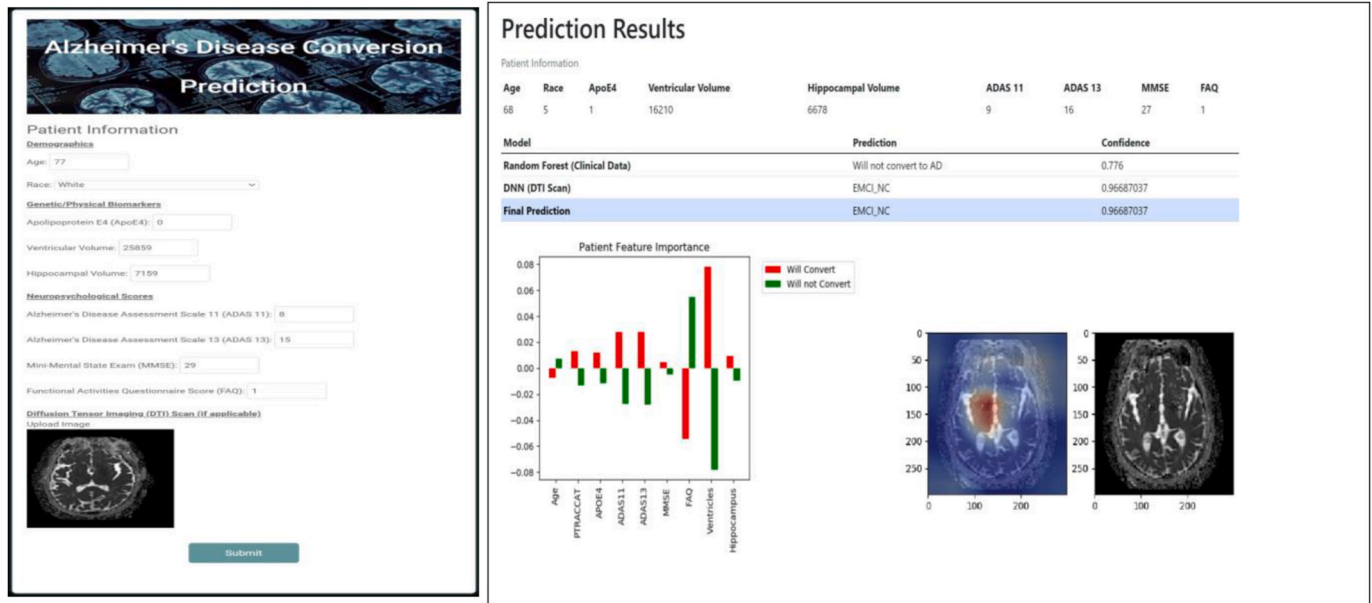 Alzheimer's Disease Conversion
Prediction
Patient Information
Demographics
Age: 77
Race: White
Genetic/Physical Biomarkers
Apolipoprotein E4 (ApoE4): 0
Ventricular Volume: 25859
Hippocampal Volume: 7159
Neuropsychological Scores
Alzheimer's Disease Assessment Scale 11 (ADAS 11): 8
Alzheimer's Disease Assessment Scale 13 (ADAS 13): 15
Mini-Mental State Exam (MMSE): 29
Functional Activities Questionnaire Score (FAQ): 1
Diffusion Tensor Imaging (DTI) Scan (if applicable)
Upload Image
Submit
Prediction Results
Patient Information
Age Race ApoE4 Ventricular Volume Hippocampal Volume ADAS 11 ADAS 13 MMSE FAQ
68 5 1 16210 6678 9 16 27 1
Model Prediction Confidence
Random Forest (Clinical Data) Will not convert to AD 0.776
DNN (DTI Scan) EMCI_NC 0.96687037
Final Prediction EMCI_NC 0.96687037
Patient Feature Importance
0.08
0.06
0.04
0.02
0.00
−0.02
−0.04
−0.06
−0.08
Age
PTRACCAT
APOE4
ADAS11
ADAS13
MMSE
FAQ
Ventricles
Hippocampus
Will Convert
Will not Convert
0
50
100
150
200
250
0 100 200
0
50
100
150
200
250
0 100 200